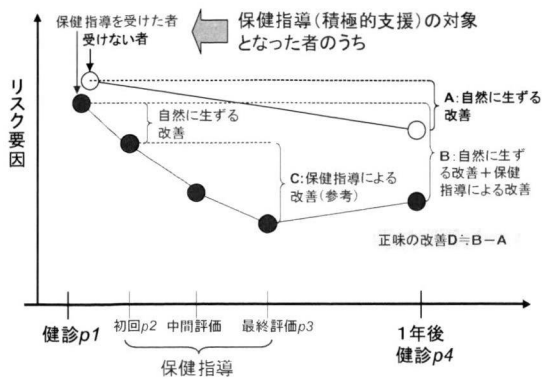 保健指導を受けた者
受けない者
保健指導(積極的支援)の対象
となった者のうち
リスク要因
A:自然に生ずる
改善
自然に生ずる
改善
B:自然に生ず
る改善+保健
指導による改善
C:保健指導による
改善(参考)
正味の改善D≒B-A
健診p1
初回p2
中間評価
最終評価p3
1年後
健診p4
保健指導